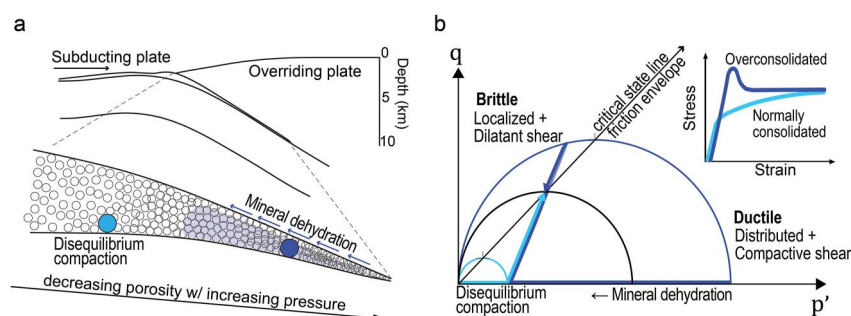 a
Subducting plate
Overriding plate
0
5
10
Depth (km)
Mineral dehydration
Disequilibrium
compaction
decreasing porosity w/ increasing pressure
b
q
Brittle
Localized +
Dilatant shear
critical state line
friction envelope
Ductile
Distributed +
Compactive shear
Disequilibrium
compaction
← Mineral dehydration
p'
Stress
Overconsolidated
Normally
consolidated
Strain